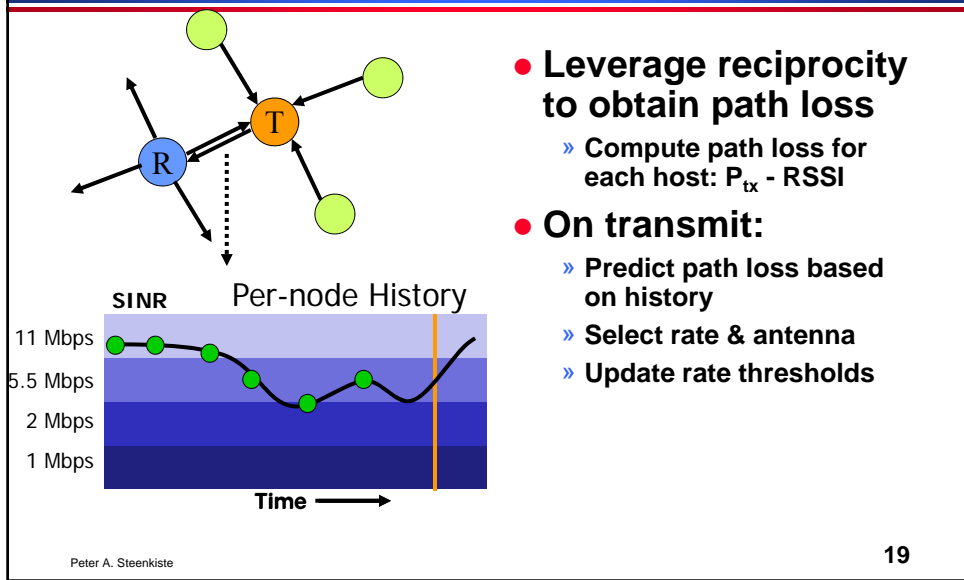 T
R
SINR
Per-node History
11 Mbps
5.5 Mbps
2 Mbps
1 Mbps
Time
● Leverage reciprocity
to obtain path loss
» Compute path loss for
each host: Ptx - RSSI
● On transmit:
» Predict path loss based
on history
» Select rate & antenna
» Update rate thresholds
Peter A. Steenkiste
19